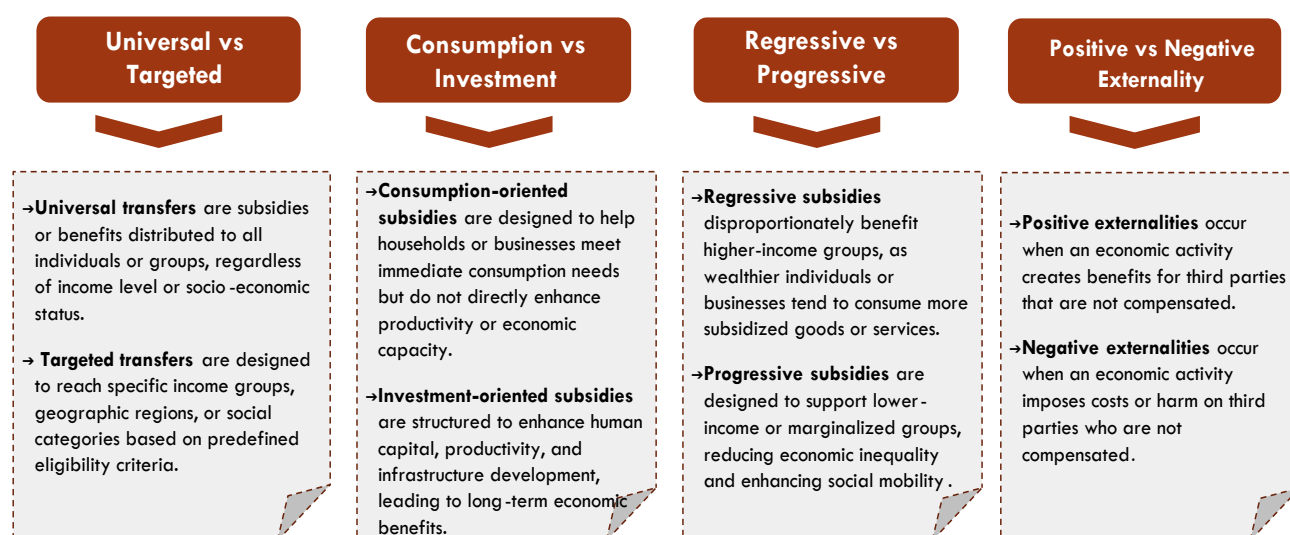 Universal vs
Targeted
→Universal transfers are subsidies
or benefits distributed to all
individuals or groups, regardless
of income level or socio-economic
status.
→ Targeted transfers are designed
to reach specific income groups,
geographic regions, or social
categories based on predefined
eligibility criteria.
Consumption vs
Investment
→Consumption-oriented
subsidies are designed to help
households or businesses meet
immediate consumption needs
but do not directly enhance
productivity or economic
capacity.
→Investment-oriented subsidies
are structured to enhance human
capital, productivity, and
infrastructure development,
leading to long-term economic
benefits.
Regressive vs
Progressive
→Regressive subsidies
disproportionately benefit
higher-income groups, as
wealthier individuals or
businesses tend to consume more
subsidized goods or services.
→Progressive subsidies are
designed to support lower-
income or marginalized groups,
reducing economic inequality
and enhancing social mobility.
Positive vs Negative
Externality
→Positive externalities occur
when an economic activity
creates benefits for third parties
that are not compensated.
→Negative externalities occur
when an economic activity
imposes costs or harm on third
parties who are not
compensated.